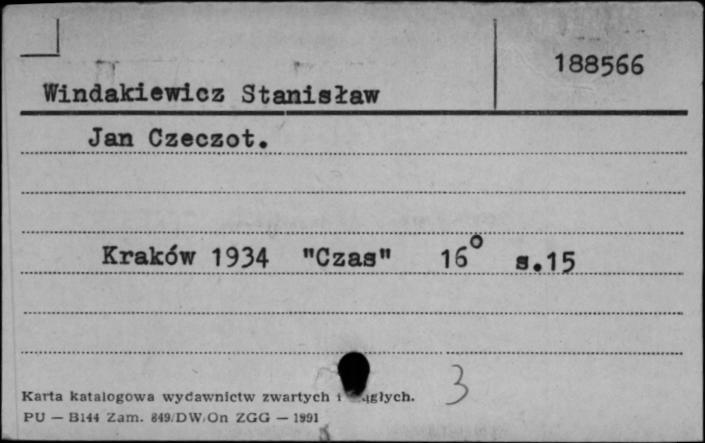 188566
Windakiewicz Stanisław
Jan Czeczot.
Kraków 1934 "Czas" 16° s.15
Karta katalogowa wydawnictw zwartych i
3
PU — B144 Zam. 849/DW/On ZGG — 1991